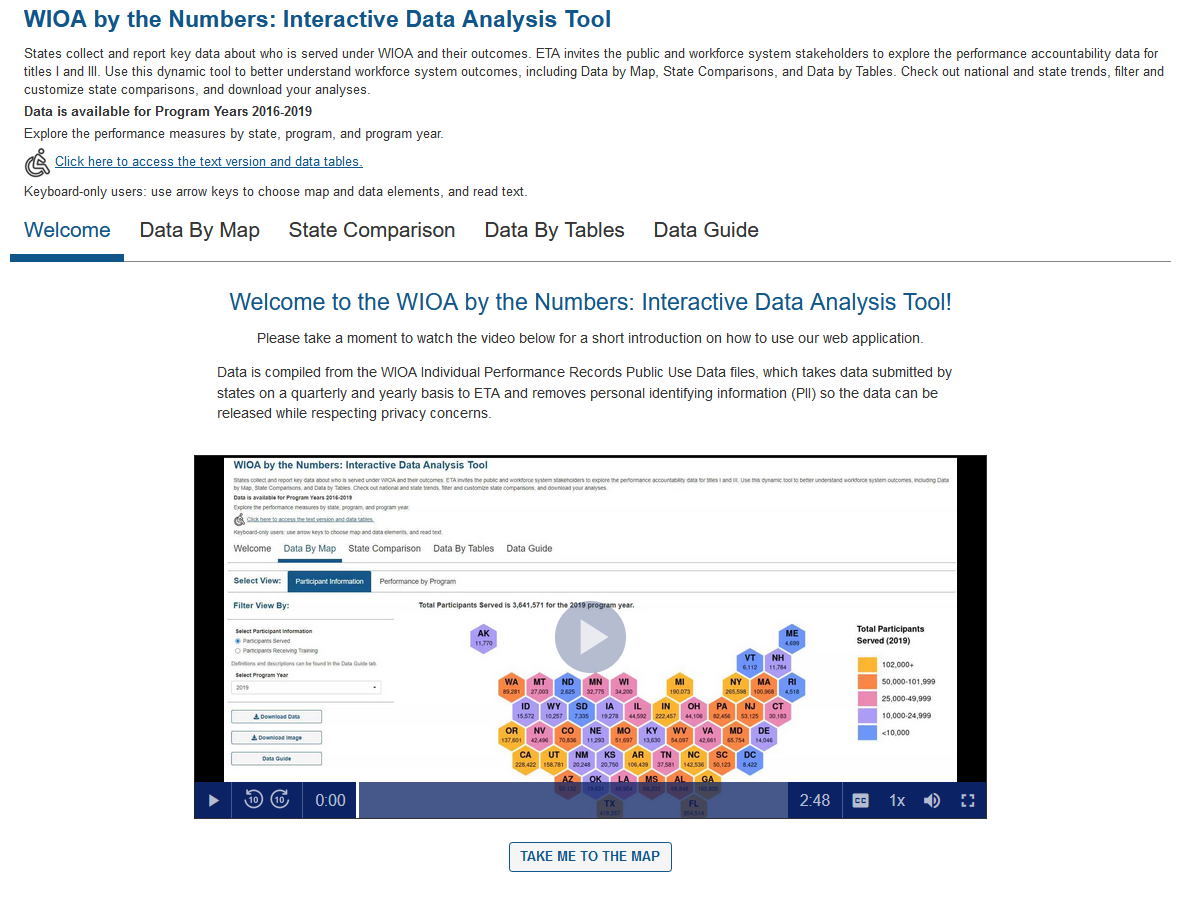 WIOA by the Numbers: Interactive Data Analysis Tool
States collect and report key data about who is served under WIOA and their outcomes. ETA invites the public and workforce system stakeholders to explore the performance accountability data for
titles I and III. Use this dynamic tool to better understand workforce system outcomes, including Data by Map, State Comparisons, and Data by Tables. Check out national and state trends, filter and
customize state comparisons, and download your analyses.
Data is available for Program Years 2016-2019
Explore the performance measures by state, program, and program year.
Click here to access the text version and data tables.
Keyboard-only users: use arrow keys to choose map and data elements, and read text.
Welcome Data By Map State Comparison Data By Tables Data Guide
Welcome to the WIOA by the Numbers: Interactive Data Analysis Tool!
Please take a moment to watch the video below for a short introduction on how to use our web application.
Data is compiled from the WIOA Individual Performance Records Public Use Data files, which takes data submitted by
states on a quarterly and yearly basis to ETA and removes personal identifying information (PII) so the data can be
released while respecting privacy concerns.
WIOA by the Numbers: Interactive Data Analysis Tool
States collect and report key data about who is served under WIOA and their outcomes. ETA invites the public and workforce system stakeholders to explore the performance accountability data for titles I and III. Use this dynamic tool to better understand workforce system outcomes, including Data
by Map, State Comparisons, and Data by Tables. Check out national and state trends, filter and customize state comparisons, and download your analyses.
Data is available for Program Years 2016-2019
Explore the performance measures by state, program, and program year.
Click here to access the text version and data tables.
Keyboard-only users: use arrow keys to choose map and data elements, and read text.
Welcome Data By Map State Comparison Data By Tables Data Guide
Select View: Participant Information Performance by Program
Filter View By:
Select Participant Information
Participants Served
Participants Receiving Training
Definitions and descriptions can be found in the Data Guide tab.
Select Program Year
2019
Download Data
Download Image
Data Guide
Total Participants Served is 3,641,571 for the 2019 program year.
AK ME
11,770 4,699
VT NH
6,112 11,784
WA MT ND MN WI MI NY MA RI
89,281 27,003 2,625 32,775 34,200 190,073 265,598 100,968 4,518
ID WY SD IA IL IN OH PA NJ CT
15,572 10,257 7,335 19,278 44,592 222,457 44,106 82,456 53,125 30,183
OR NV CO NE MO KY WV VA MD DE
137,601 42,496 70,836 11,293 51,697 13,630 54,097 42,661 65,754 14,046
CA UT NM KS AR TN NC SC DC
228,422 158,781 20,248 20,750 106,439 37,581 142,536 50,123 8,422
AZ OK LA MS AL GA
TX FL
Total Participants
Served (2019)
102,000+
50,000-101,999
25,000-49,999
10,000-24,999
<10,000
10 10 0:00 2:48 CC 1x
TAKE ME TO THE MAP